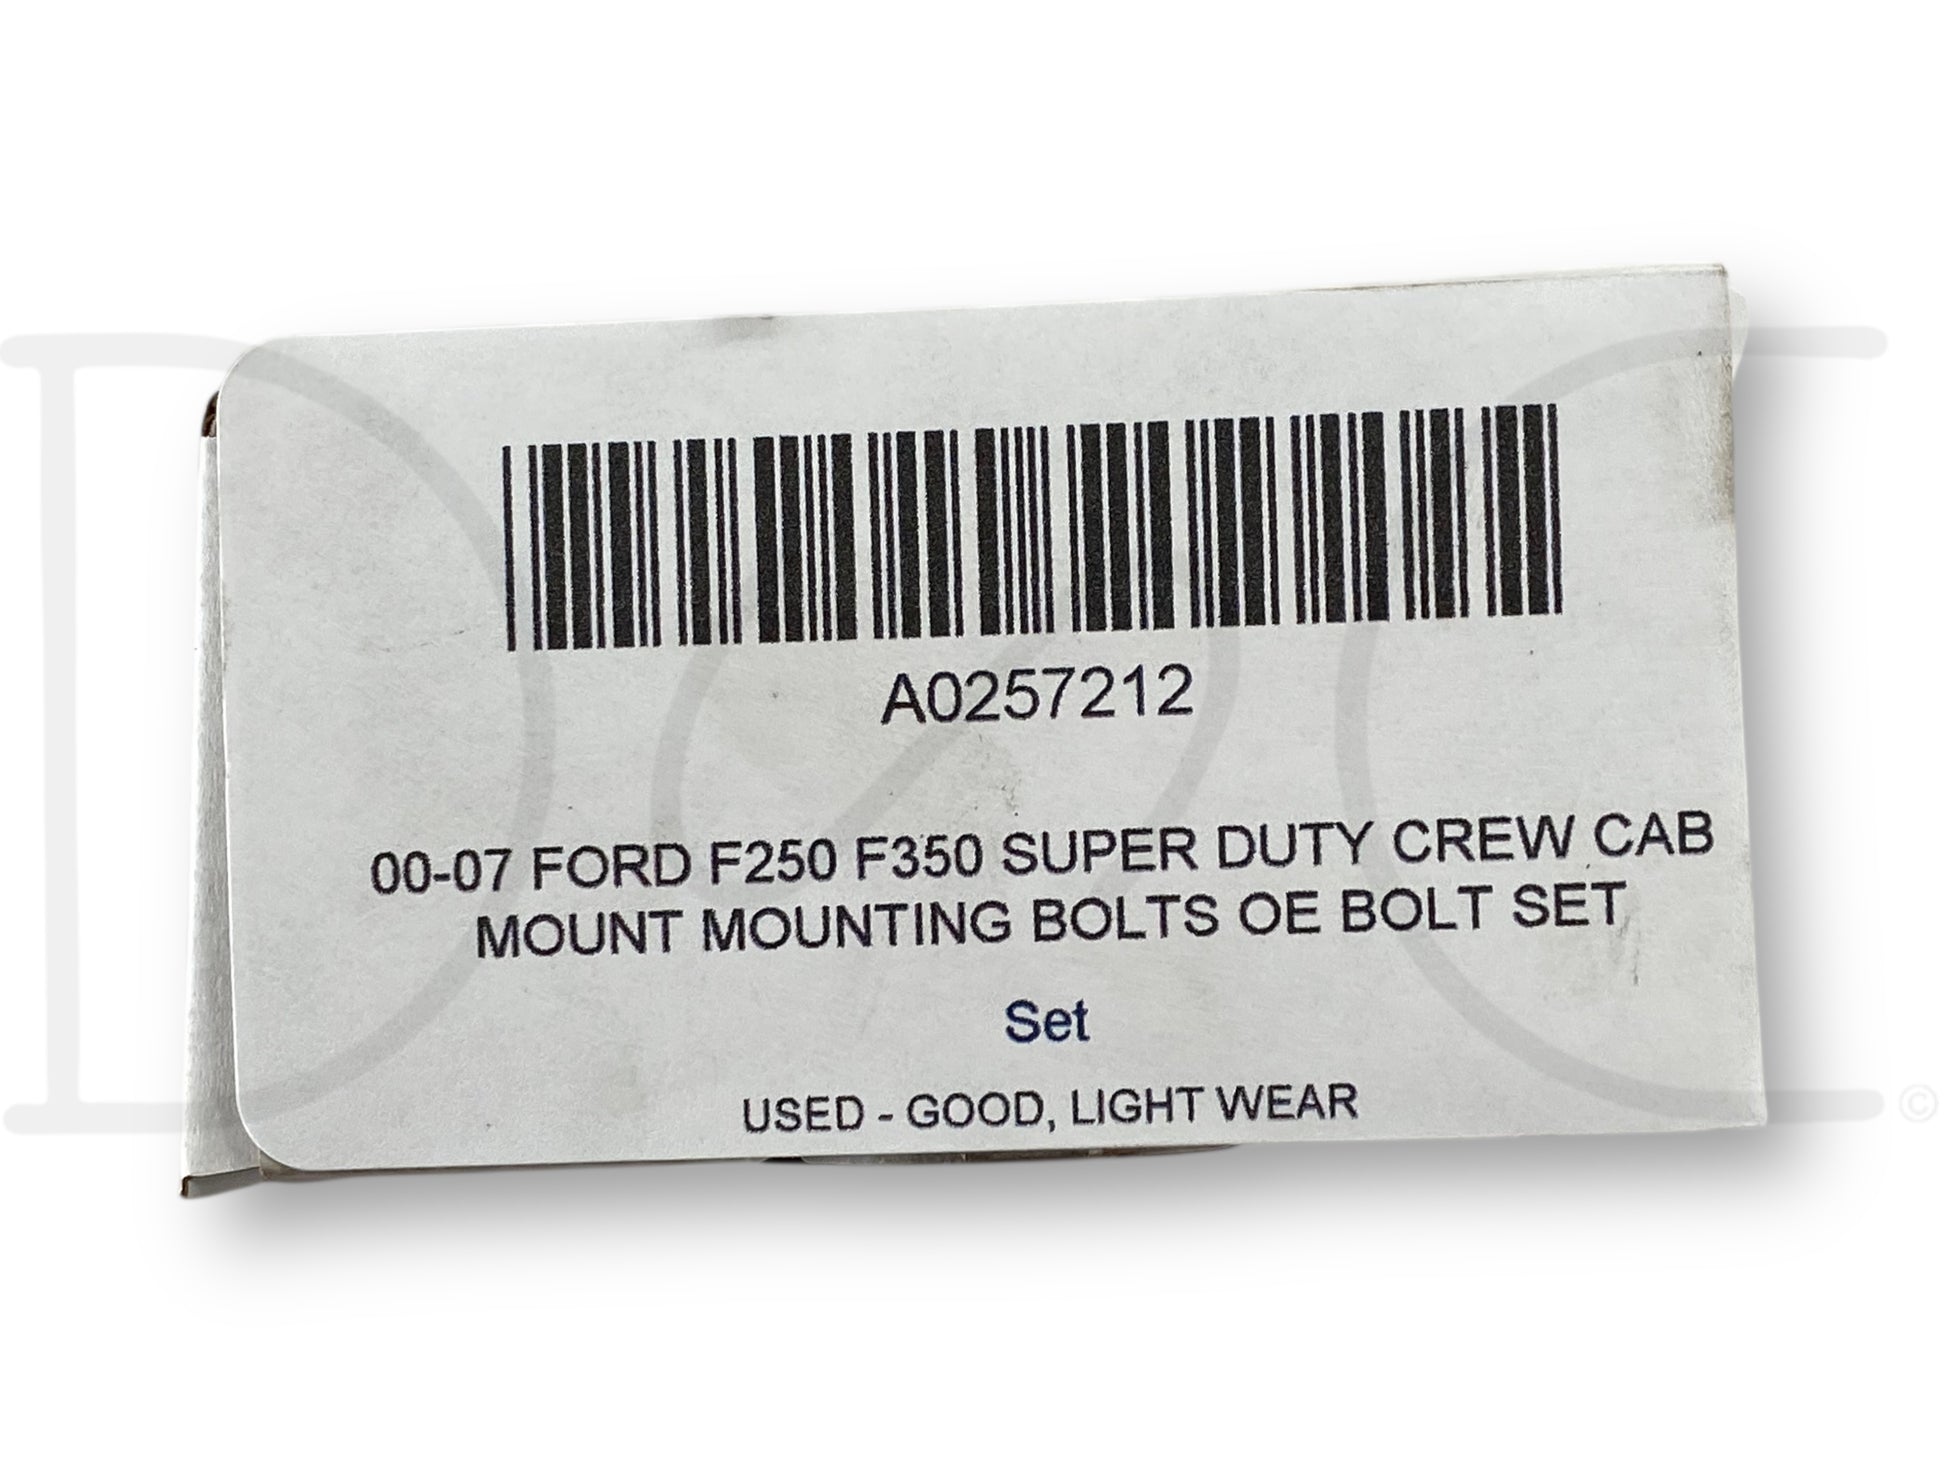 A0257212
00-07 FORD F250 F350 SUPER DUTY CREW CAB
MOUNT MOUNTING BOLTS OE BOLT SET
Set
USED - GOOD, LIGHT WEAR
©